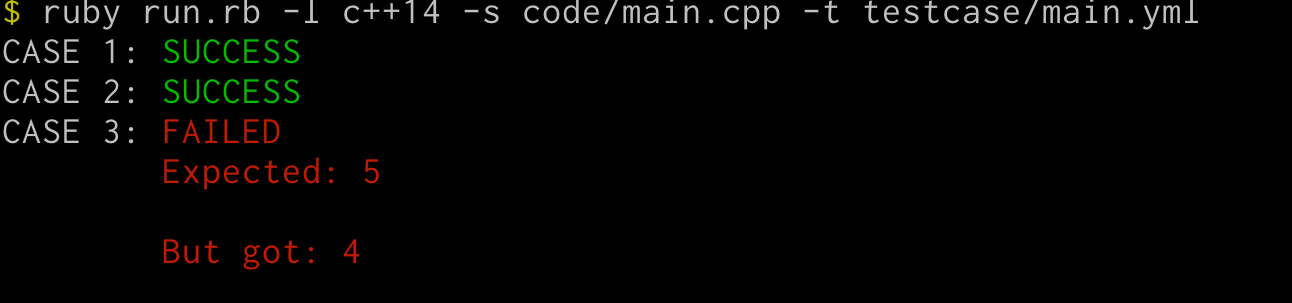 $ ruby run.rb -l c++14 -s code/main.cpp -t testcase/main.yml
CASE 1: SUCCESS
CASE 2: SUCCESS
CASE 3: FAILED
Expected: 5
But got: 4